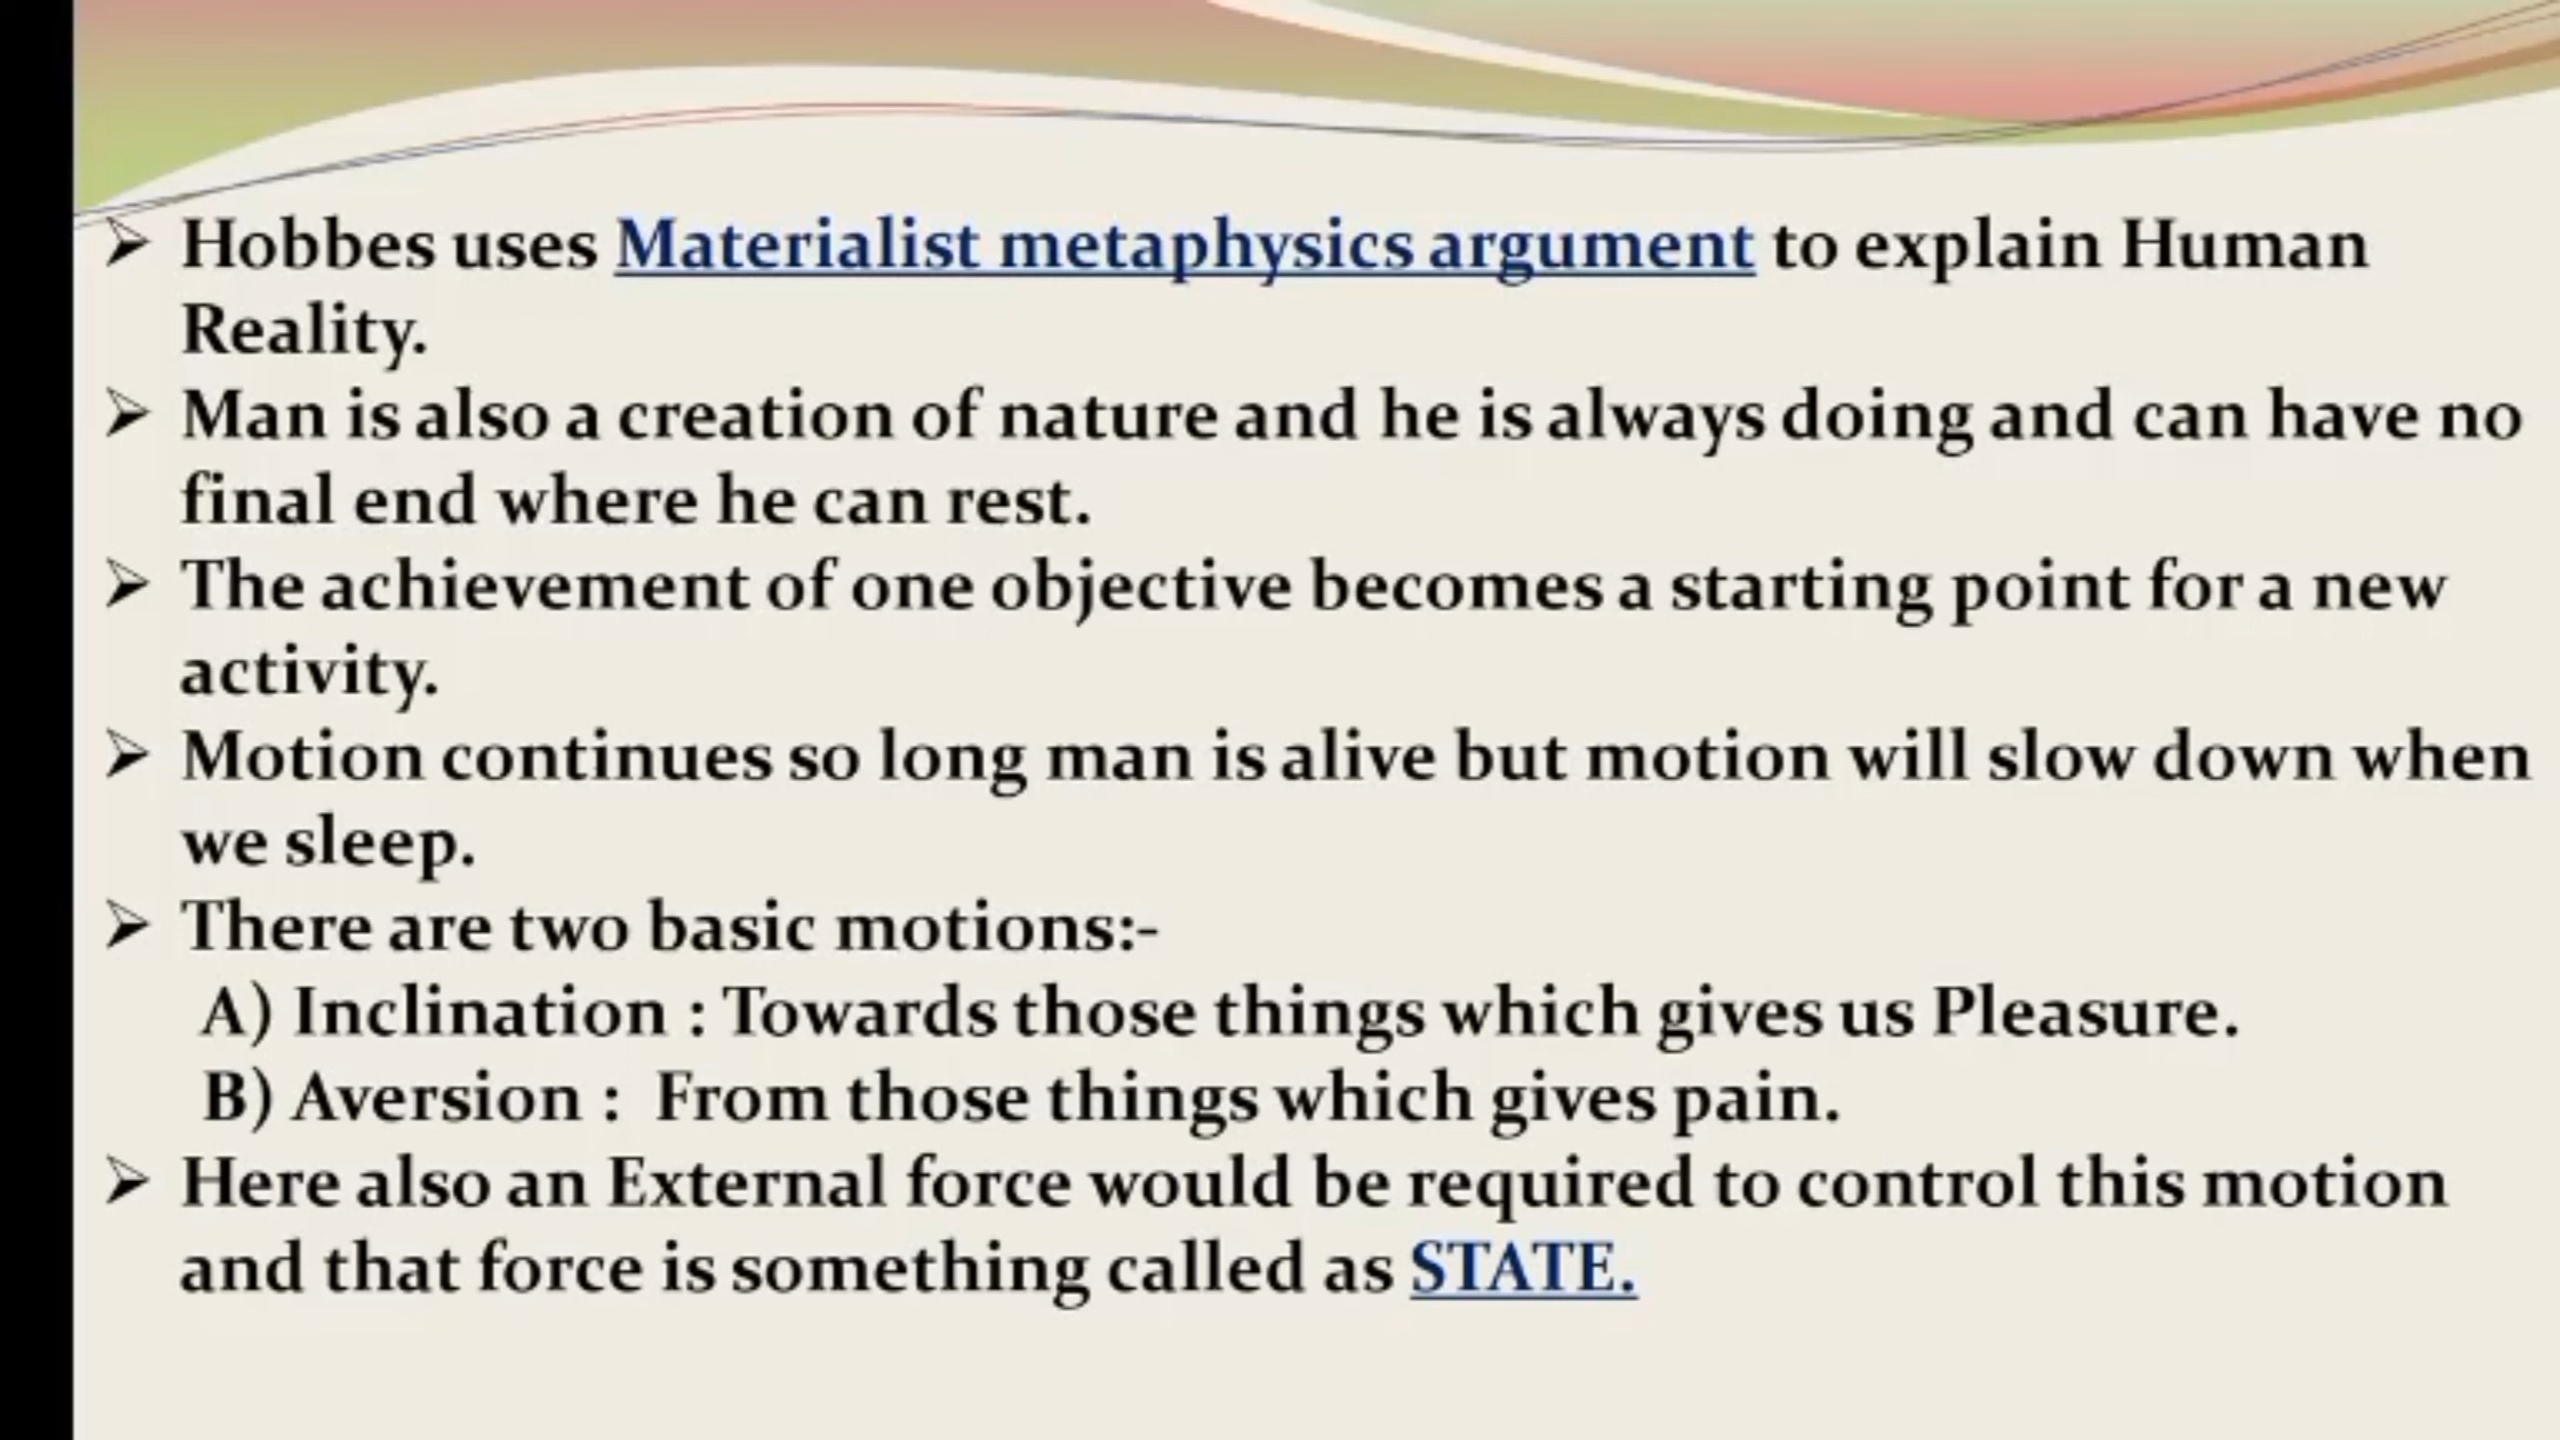 ➢ Hobbes uses Materialist metaphysics argument to explain Human
Reality.
➢ Man is also a creation of nature and he is always doing and can have no
final end where he can rest.
➢ The achievement of one objective becomes a starting point for a new
activity.
➢ Motion continues so long man is alive but motion will slow down when
we sleep.
➢ There are two basic motions:-
A) Inclination : Towards those things which gives us Pleasure.
B) Aversion :  From those things which gives pain.
➢ Here also an External force would be required to control this motion
and that force is something called as STATE.